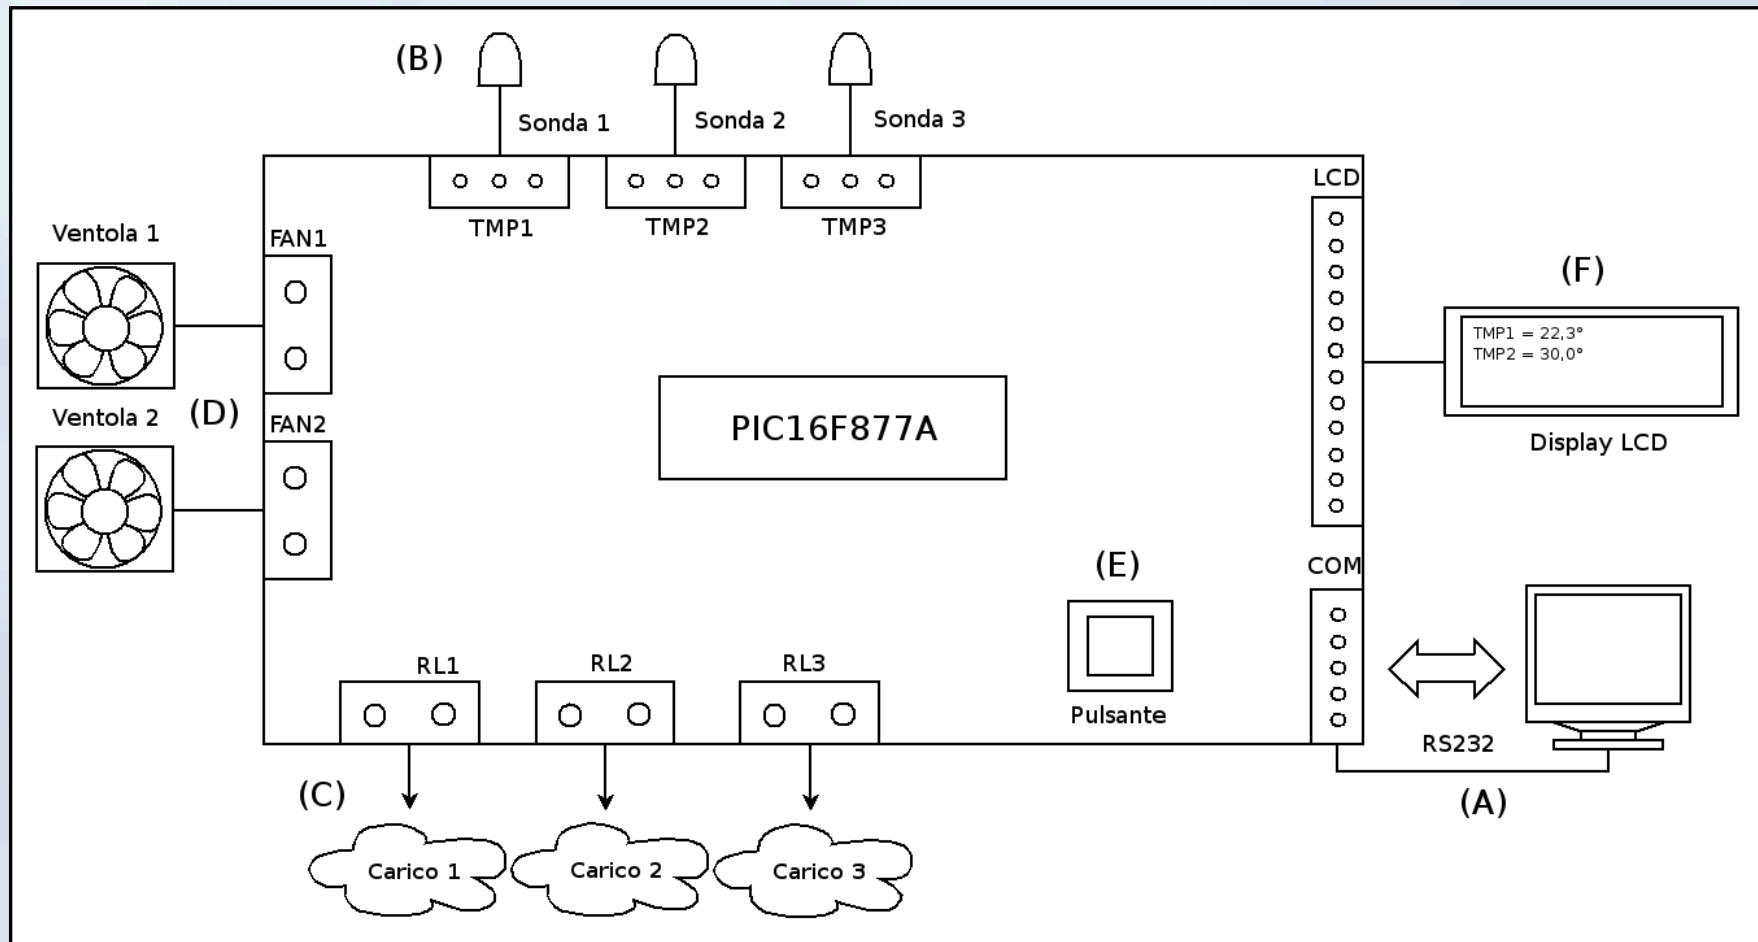 (B)
Sonda 1
Sonda 2
Sonda 3
TMP1
TMP2
TMP3
LCD
Ventola 1
FAN1
(F)
TMP1 = 22,3°
TMP2 = 30,0°
Display LCD
Ventola 2
(D)
FAN2
PIC16F877A
(E)
Pulsante
COM
RS232
(A)
RL1
RL2
RL3
(C)
Carico 1
Carico 2
Carico 3